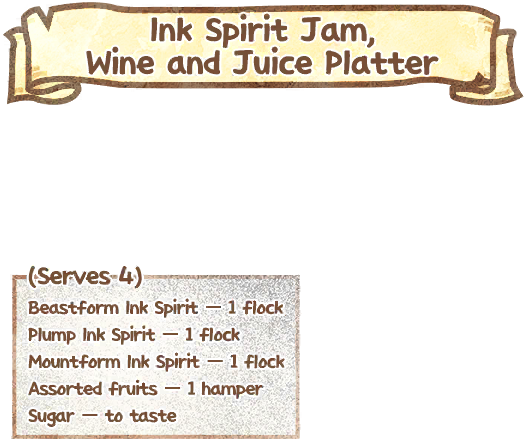 Ink Spirit Jam,
Wine and Juice Platter
(Serves 4)
Beastform Ink Spirit — 1 flock
Plump Ink Spirit — 1 flock
Mountform Ink Spirit — 1 flock
Assorted fruits — 1 hamper
Sugar — to taste